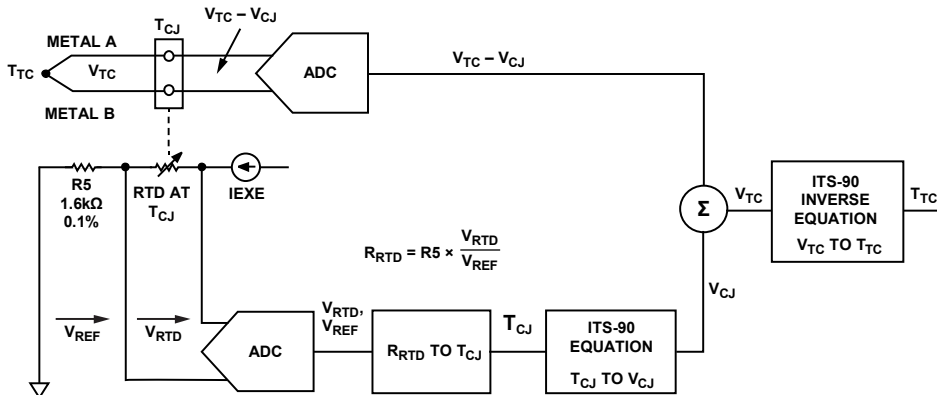 METAL A
T_TC
V_TC
METAL B
T_CJ
V_TC – V_CJ
ADC
V_TC – V_CJ
R5
1.6kΩ
0.1%
RTD AT
T_CJ
IEXE
R_RTD = R5 × V_RTD / V_REF
Σ
V_TC
ITS-90
INVERSE
EQUATION
V_TC TO T_TC
T_TC
V_CJ
V_REF
V_RTD
ADC
V_RTD,
V_REF
R_RTD TO T_CJ
T_CJ
ITS-90
EQUATION
T_CJ TO V_CJ